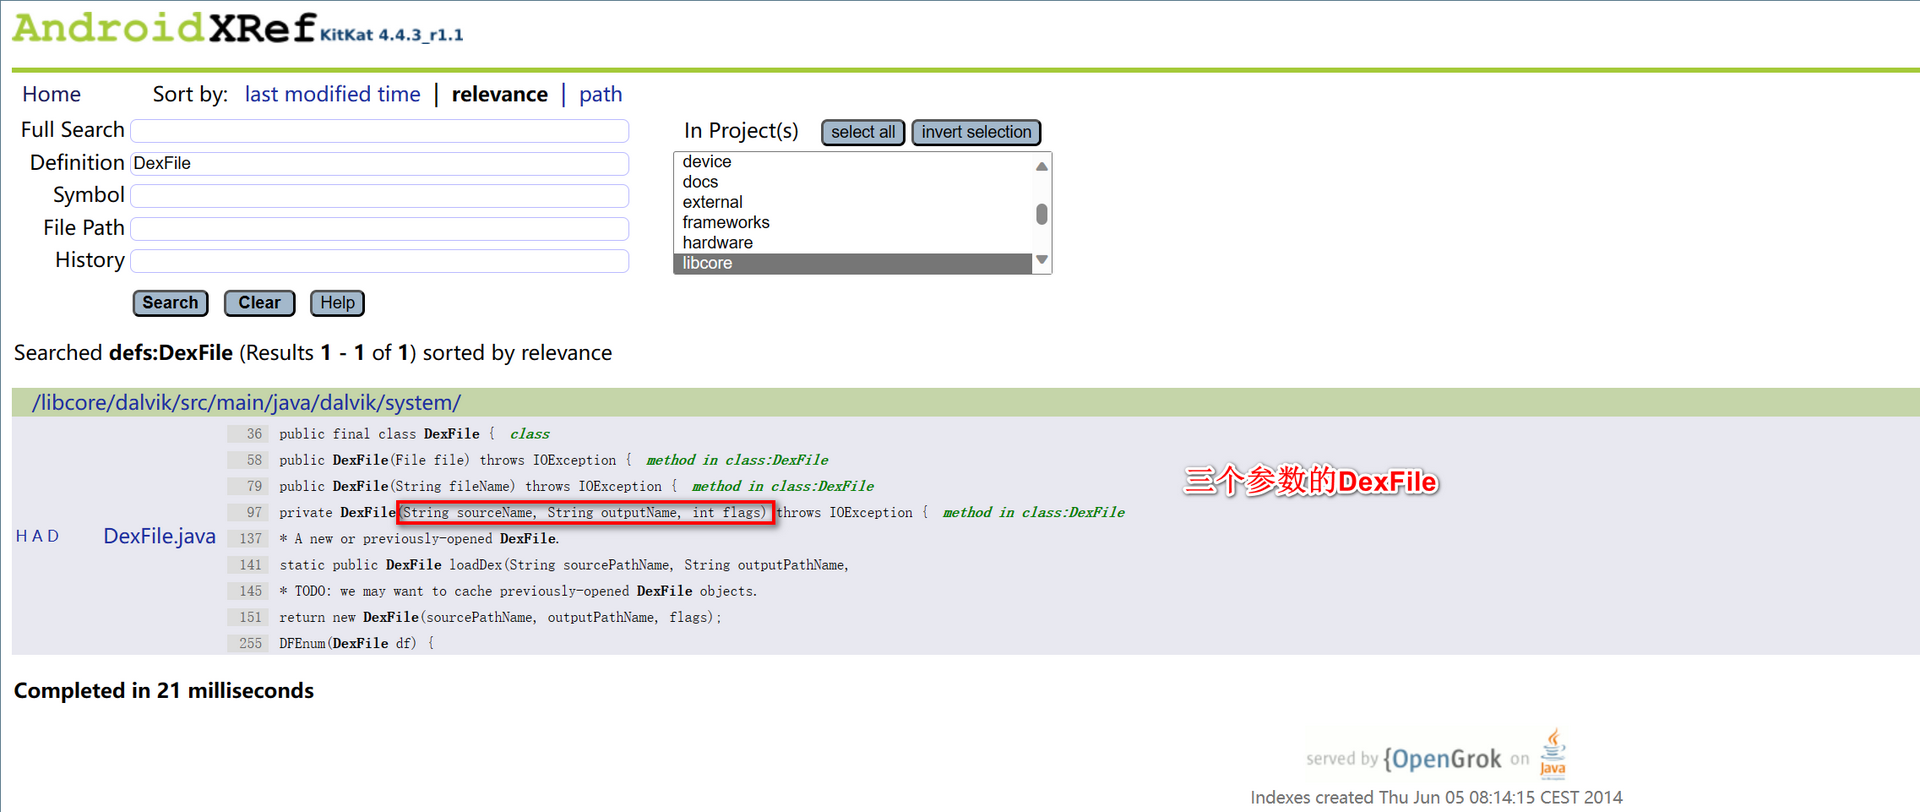 AndroidXRef KitKat 4.4.3_r1.1
Home Sort by: last modified time | relevance | path
Full Search
Definition DexFile
Symbol
File Path
History
In Project(s) select all invert selection
device
docs
external
frameworks
hardware
libcore
Search Clear Help
Searched defs:DexFile (Results 1 - 1 of 1) sorted by relevance
/libcore/dalvik/src/main/java/dalvik/system/
H A D DexFile.java
36 public final class DexFile { class
58 public DexFile(File file) throws IOException { method in class:DexFile
79 public DexFile(String fileName) throws IOException { method in class:DexFile
97 private DexFile(String sourceName, String outputName, int flags) throws IOException { method in class:DexFile
137 * A new or previously-opened DexFile.
141 static public DexFile loadDex(String sourcePathName, String outputPathName,
145 * TODO: we may want to cache previously-opened DexFile objects.
151 return new DexFile(sourcePathName, outputPathName, flags);
255 DFEnum(DexFile df) {
三个参数的DexFile
Completed in 21 milliseconds
served by {OpenGrok on Java
Indexes created Thu Jun 05 08:14:15 CEST 2014